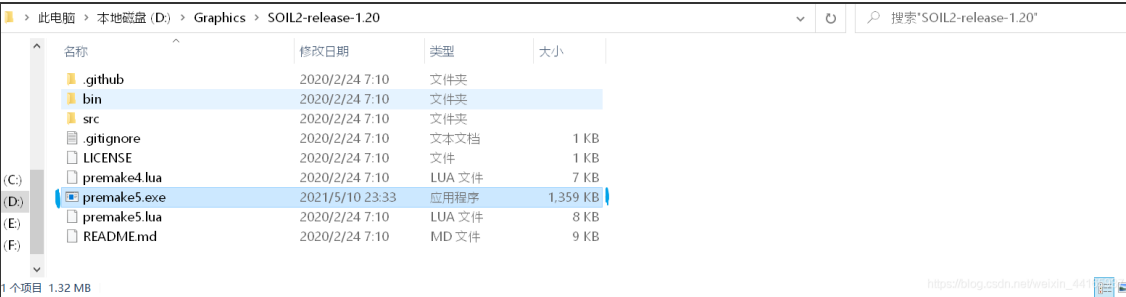 此电脑 › 本地磁盘 (D:) › Graphics › SOIL2-release-1.20 搜索"SOIL2-release-1.20"
名称 修改日期 类型 大小
.github 2020/2/24 7:10 文件夹
bin 2020/2/24 7:10 文件夹
src 2020/2/24 7:10 文件夹
.gitignore 2020/2/24 7:10 文本文档 1 KB
LICENSE 2020/2/24 7:10 文件 1 KB
(C:) premake4.lua 2020/2/24 7:10 LUA 文件 7 KB
(D:) premake5.exe 2021/5/10 23:33 应用程序 1,359 KB
(E:) premake5.lua 2020/2/24 7:10 LUA 文件 8 KB
(F:) README.md 2020/2/24 7:10 MD 文件 9 KB
1 个项目 1.32 MB